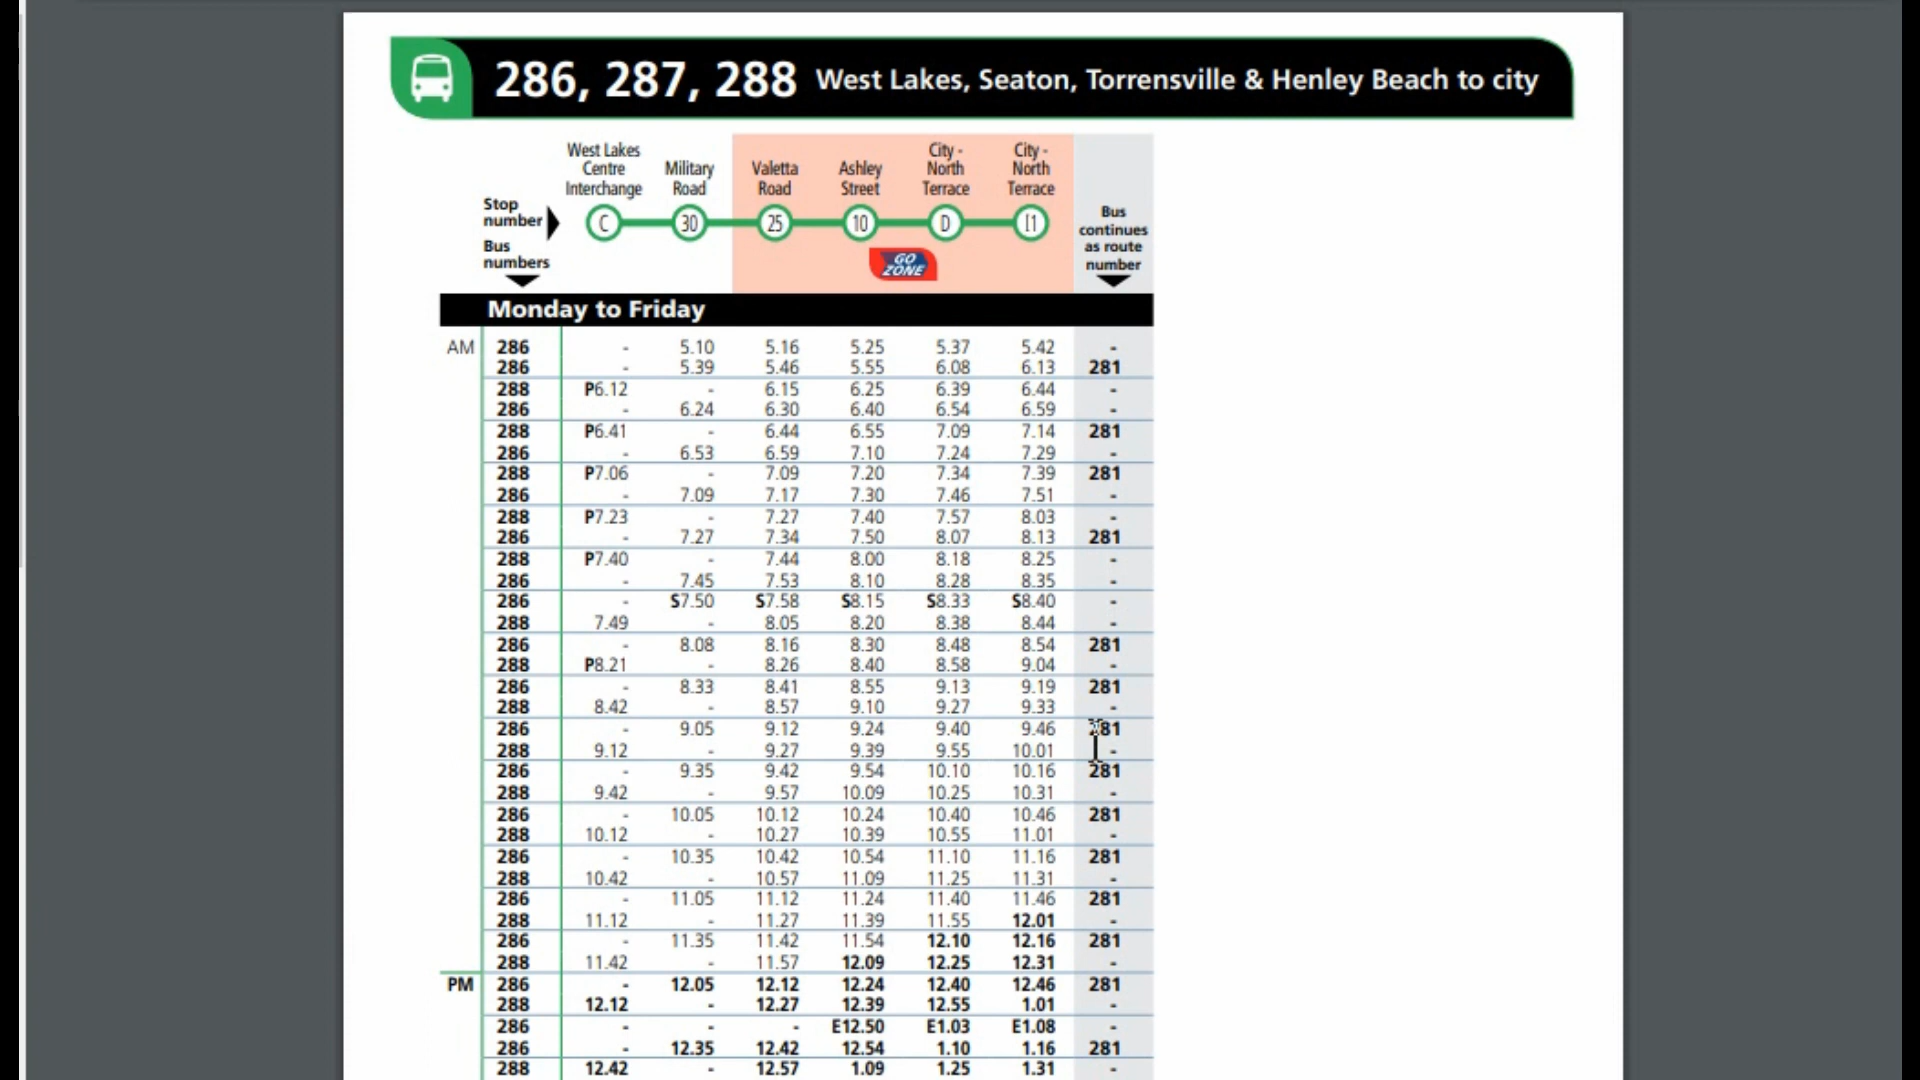 286, 287, 288 West Lakes, Seaton, Torrensville & Henley Beach to city
West Lakes Centre Interchange
Military Road
Valetta Road
Ashley Street
City - North Terrace
City - North Terrace
Stop number
C 30 25 10 D I1
GO ZONE
Bus numbers
Bus continues as route number
Monday to Friday
AM 286 - 5.10 5.16 5.25 5.37 5.42 -
286 - 5.39 5.46 5.55 6.08 6.13 281
288 P6.12 - 6.15 6.25 6.39 6.44 -
286 - 6.24 6.30 6.40 6.54 6.59 -
288 P6.41 - 6.44 6.55 7.09 7.14 281
286 - 6.53 6.59 7.10 7.24 7.29 -
288 P7.06 - 7.09 7.20 7.34 7.39 281
286 - 7.09 7.17 7.30 7.46 7.51 -
288 P7.23 - 7.27 7.40 7.57 8.03 -
286 - 7.27 7.34 7.50 8.07 8.13 281
288 P7.40 - 7.44 8.00 8.18 8.25 -
286 - 7.45 7.53 8.10 8.28 8.35 -
286 - S7.50 S7.58 S8.15 S8.33 S8.40 -
288 7.49 - 8.05 8.20 8.38 8.44 -
286 - 8.08 8.16 8.30 8.48 8.54 281
288 P8.21 - 8.26 8.40 8.58 9.04 -
286 - 8.33 8.41 8.55 9.13 9.19 281
288 8.42 - 8.57 9.10 9.27 9.33 -
286 - 9.05 9.12 9.24 9.40 9.46 281
288 9.12 - 9.27 9.39 9.55 10.01 -
286 - 9.35 9.42 9.54 10.10 10.16 281
288 9.42 - 9.57 10.09 10.25 10.31 -
286 - 10.05 10.12 10.24 10.40 10.46 281
288 10.12 - 10.27 10.39 10.55 11.01 -
286 - 10.35 10.42 10.54 11.10 11.16 281
288 10.42 - 10.57 11.09 11.25 11.31 -
286 - 11.05 11.12 11.24 11.40 11.46 281
288 11.12 - 11.27 11.39 11.55 12.01 -
286 - 11.35 11.42 11.54 12.10 12.16 281
288 11.42 - 11.57 12.09 12.25 12.31 -
PM 286 - 12.05 12.12 12.24 12.40 12.46 281
288 12.12 - 12.27 12.39 12.55 1.01 -
286 - - - E12.50 E1.03 E1.08 -
286 - 12.35 12.42 12.54 1.10 1.16 281
288 12.42 - 12.57 1.09 1.25 1.31 -